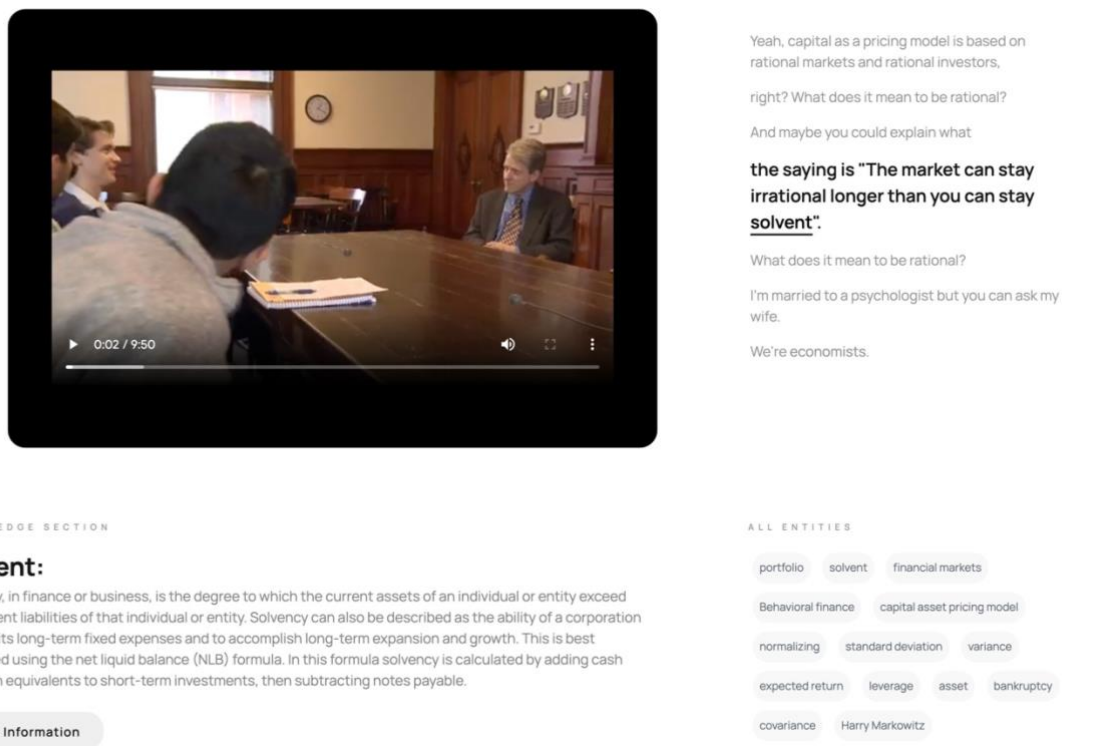 Yeah, capital as a pricing model is based on
rational markets and rational investors,
right? What does it mean to be rational?
And maybe you could explain what
the saying is "The market can stay
irrational longer than you can stay
solvent".
What does it mean to be rational?
I'm married to a psychologist but you can ask my
wife.
We're economists.
0:02 / 9:50
EDGE SECTION
ent:
, in finance or business, is the degree to which the current assets of an individual or entity exceed
ent liabilities of that individual or entity. Solvency can also be described as the ability of a corporation
its long-term fixed expenses and to accomplish long-term expansion and growth. This is best
d using the net liquid balance (NLB) formula. In this formula solvency is calculated by adding cash
equivalents to short-term investments, then subtracting notes payable.
Information
ALL ENTITIES
portfolio solvent financial markets
Behavioral finance capital asset pricing model
normalizing standard deviation variance
expected return leverage asset bankruptcy
covariance Harry Markowitz